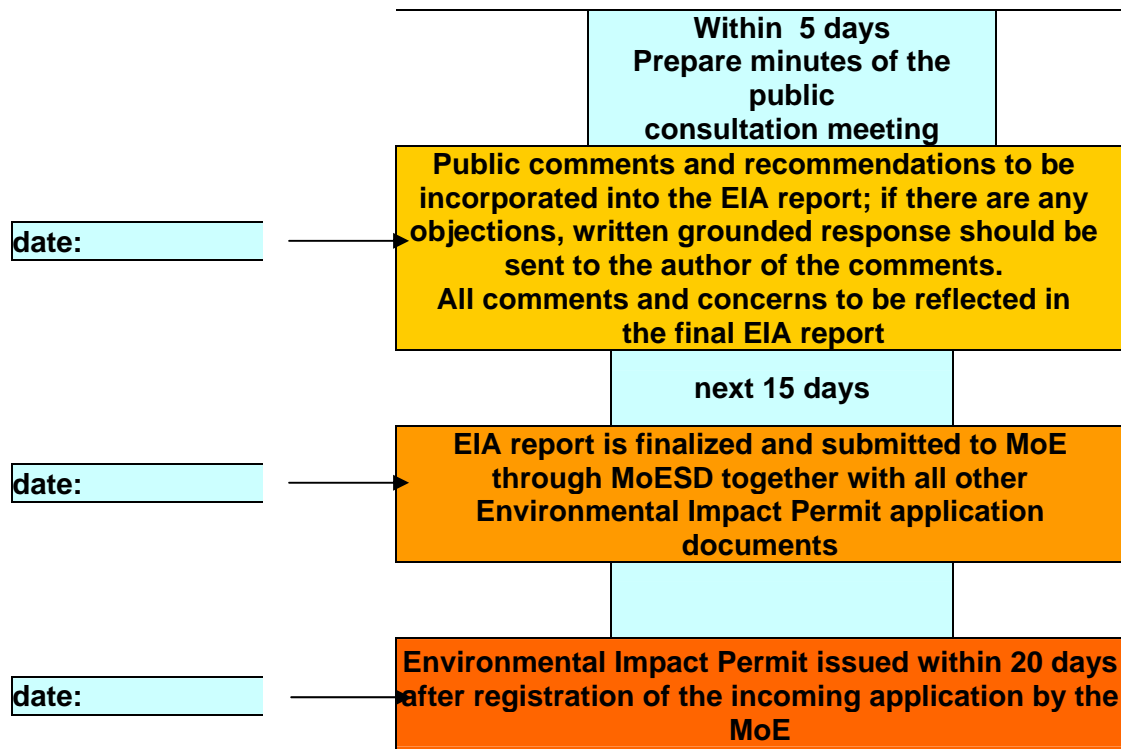 Within 5 days
Prepare minutes of the
public
consultation meeting
Public comments and recommendations to be
incorporated into the EIA report; if there are any
date:
objections, written grounded response should be
sent to the author of the comments.
All comments and concerns to be reflected in
the final EIA report
next 15 days
EIA report is finalized and submitted to MoE
date:
through MoESD together with all other
Environmental Impact Permit application
documents
Environmental Impact Permit issued within 20 days
date:
after registration of the incoming application by the
MoE